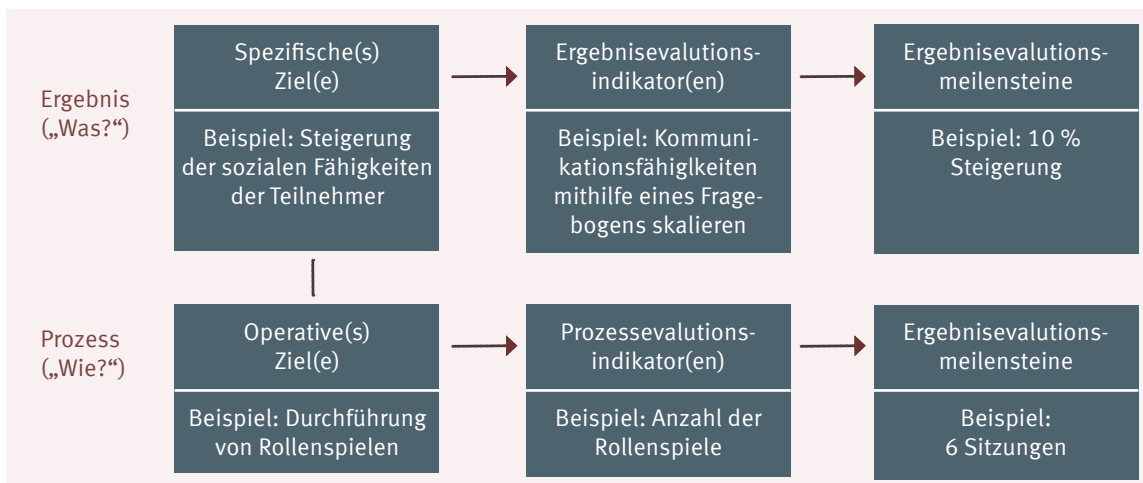 Ergebnis
(„Was?“)
Spezifische(s)
Ziel(e)
Beispiel: Steigerung
der sozialen Fähigkeiten
der Teilnehmer
Ergebnisevalutions-
indikator(en)
Beispiel: Kommuni-
kationsfähiglkeiten
mithilfe eines Frage-
bogens skalieren
Ergebnisevalutions-
meilensteine
Beispiel: 10 %
Steigerung
Prozess
(„Wie?“)
Operative(s)
Ziel(e)
Beispiel: Durchführung
von Rollenspielen
Prozessevalutions-
indikator(en)
Beispiel: Anzahl der
Rollenspiele
Ergebnisevalutions-
meilensteine
Beispiel:
6 Sitzungen